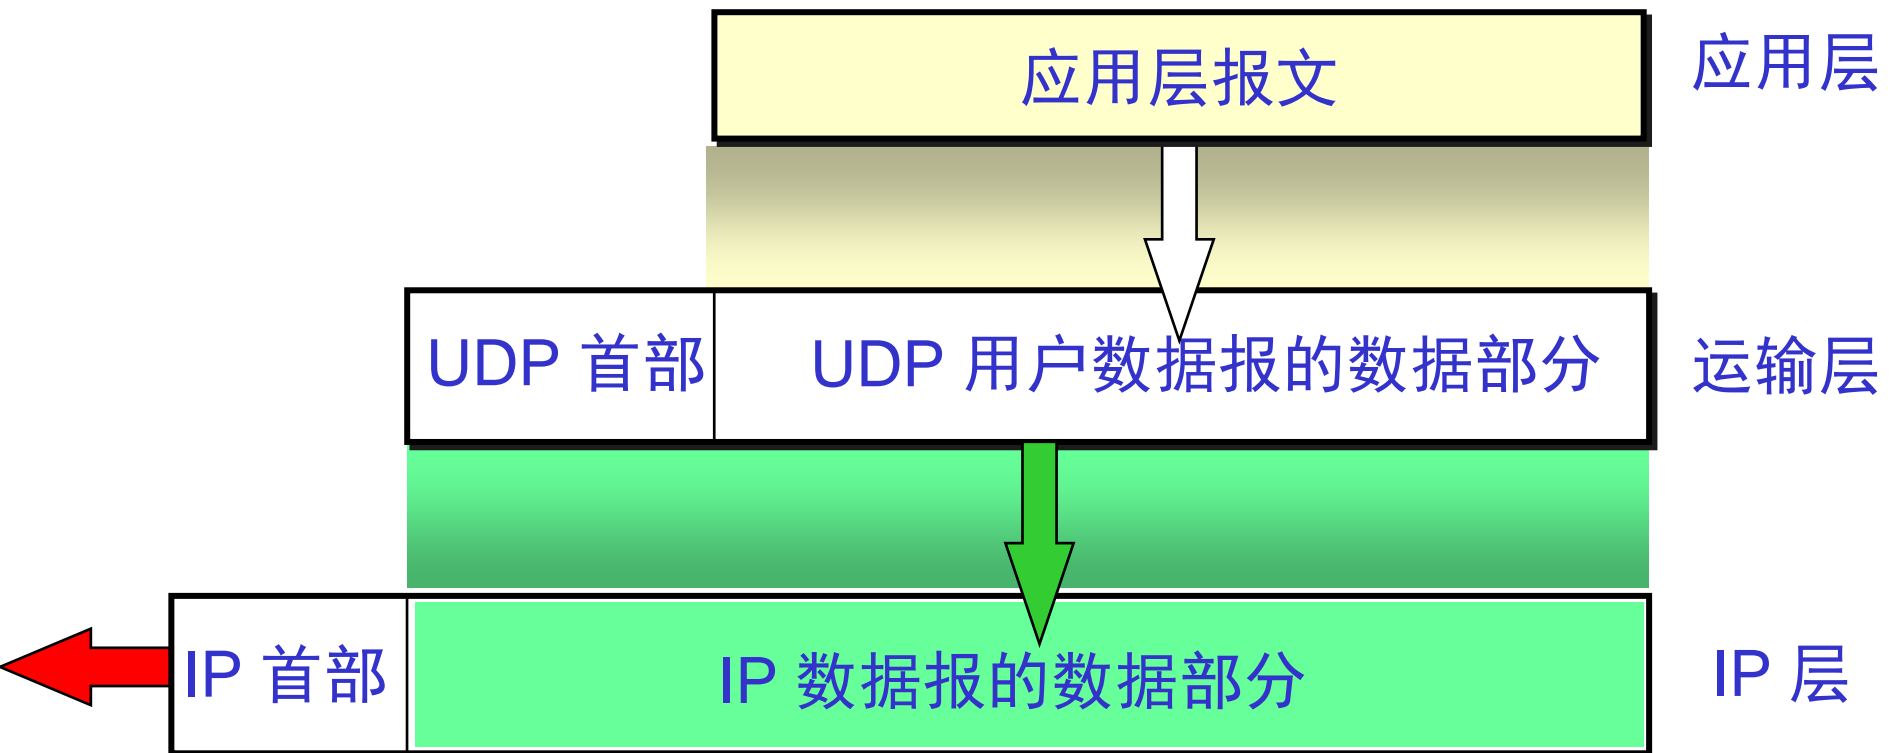 应用层报文
应用层
UDP 首部
UDP 用户数据报的数据部分
运输层
IP 首部
IP 数据报的数据部分
IP 层